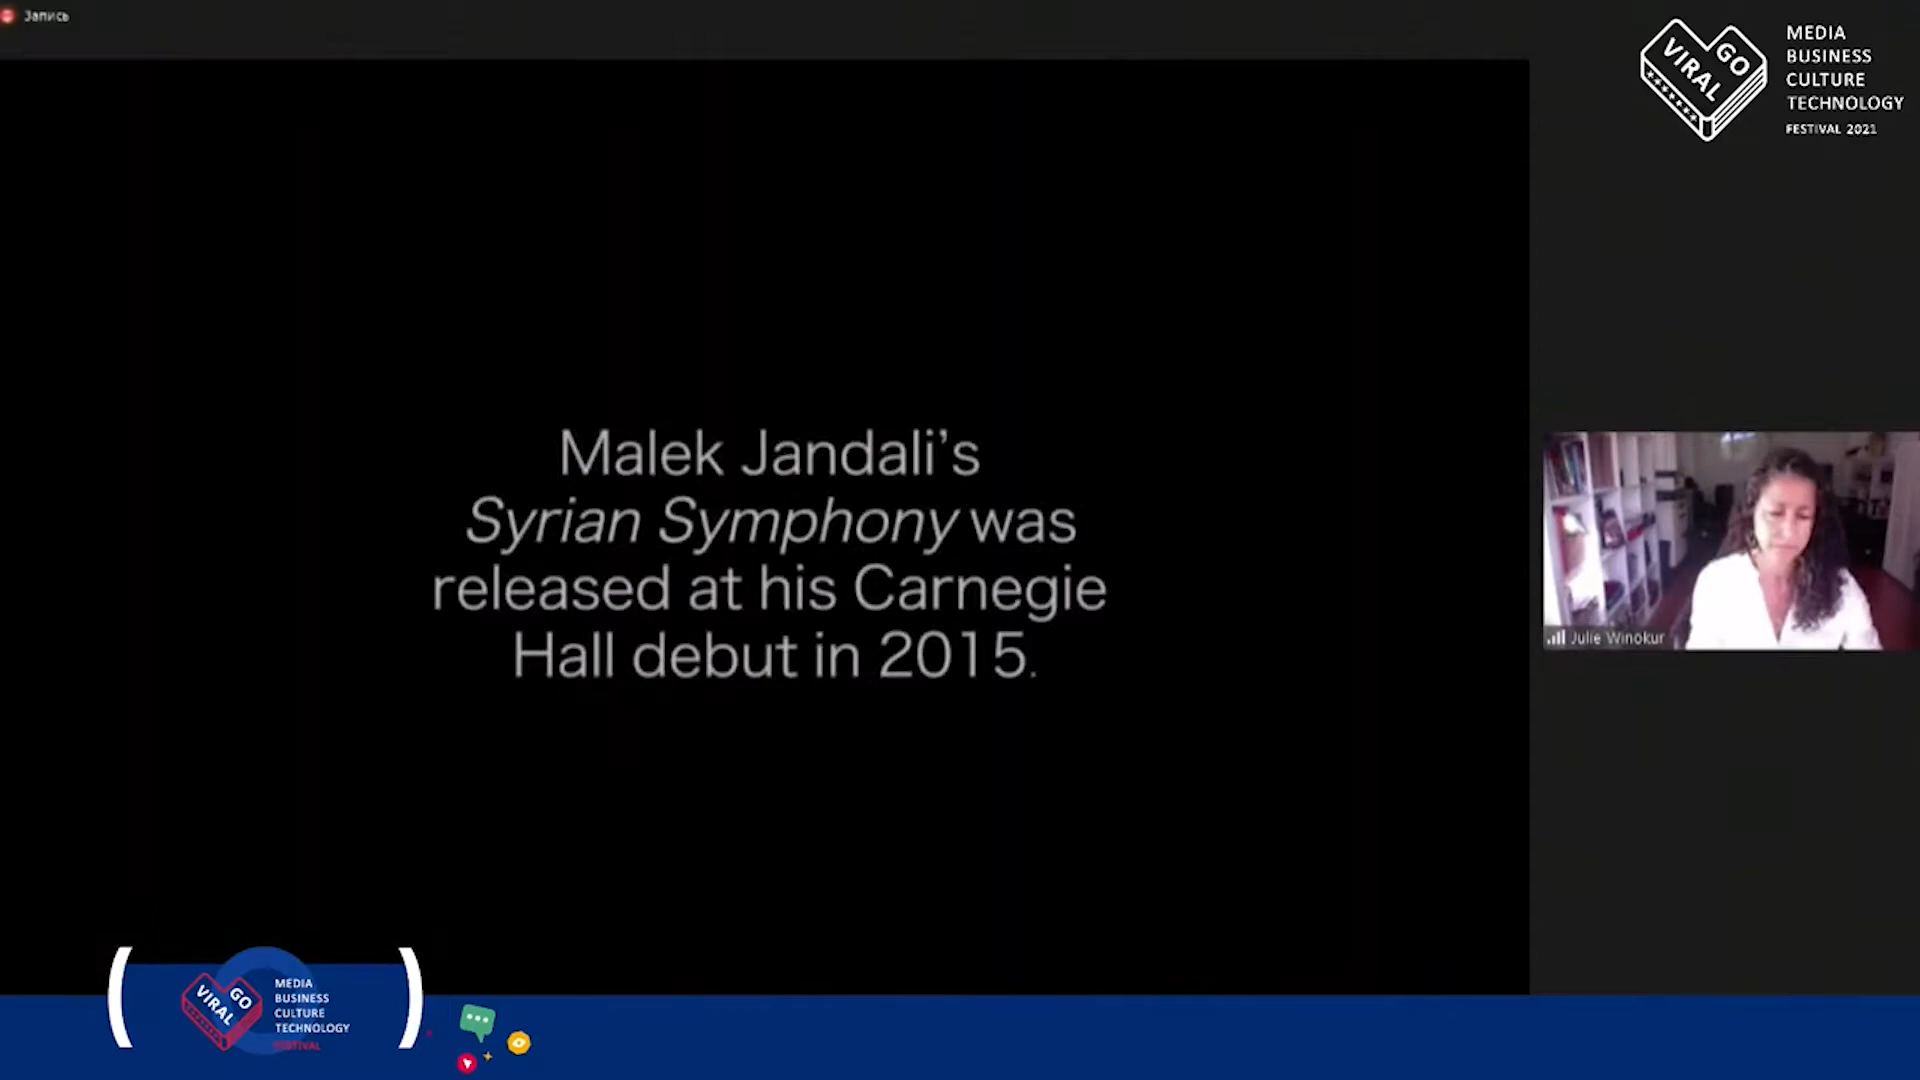 Запись
VIRAL GO
MEDIA
BUSINESS
CULTURE
TECHNOLOGY
FESTIVAL 2021
Malek Jandali’s
Syrian Symphony was
released at his Carnegie
Hall debut in 2015.
Julie Winokur
VIRAL GO
MEDIA
BUSINESS
CULTURE
TECHNOLOGY
FESTIVAL